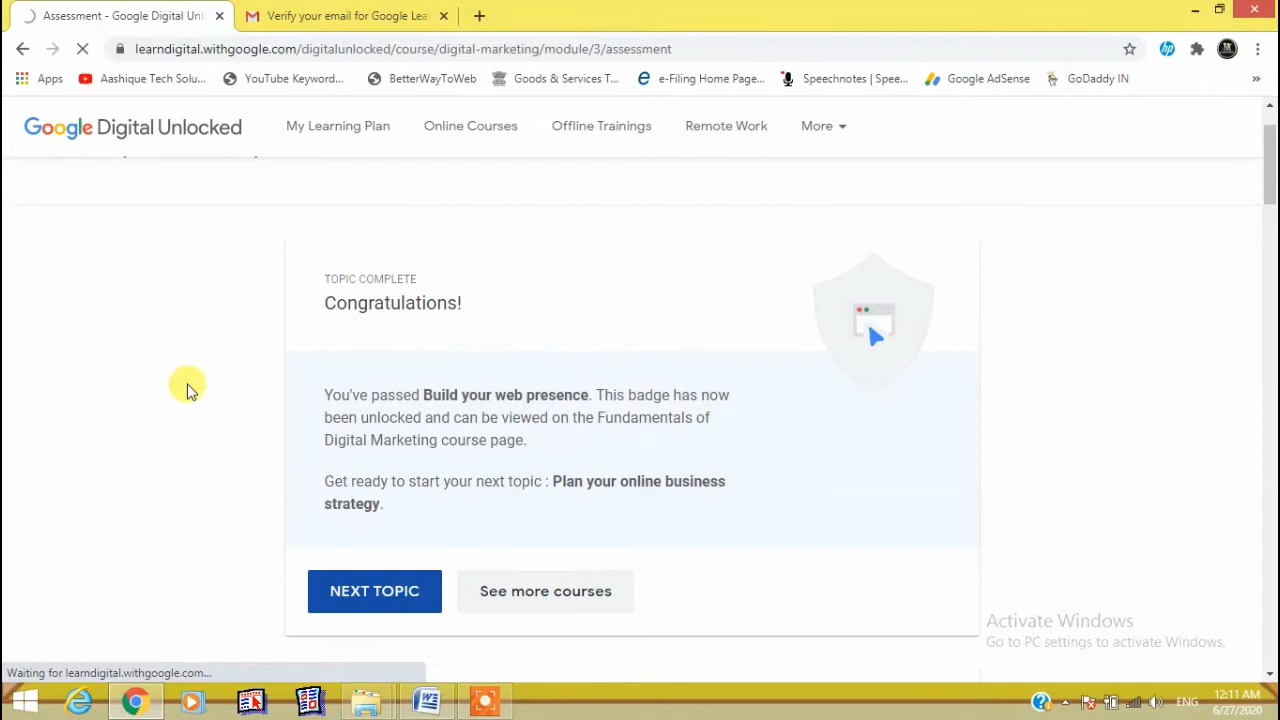 Assessment - Google Digital Unl
Verify your email for Google Lea
learndigital.withgoogle.com/digitalunlocked/course/digital-marketing/module/3/assessment
Apps
Aashique Tech Solu...
YouTube Keyword...
BetterWayToWeb
Goods & Services T...
e-Filing Home Page...
Speechnotes | Spee...
Google AdSense
GoDaddy IN
»
Google Digital Unlocked
My Learning Plan
Online Courses
Offline Trainings
Remote Work
More
TOPIC COMPLETE
Congratulations!
You've passed Build your web presence. This badge has now
been unlocked and can be viewed on the Fundamentals of
Digital Marketing course page.
Get ready to start your next topic : Plan your online business
strategy.
NEXT TOPIC
See more courses
Activate Windows
Go to PC settings to activate Windows.
Waiting for learndigital.withgoogle.com...
ENG
12:11 AM
6/27/2020